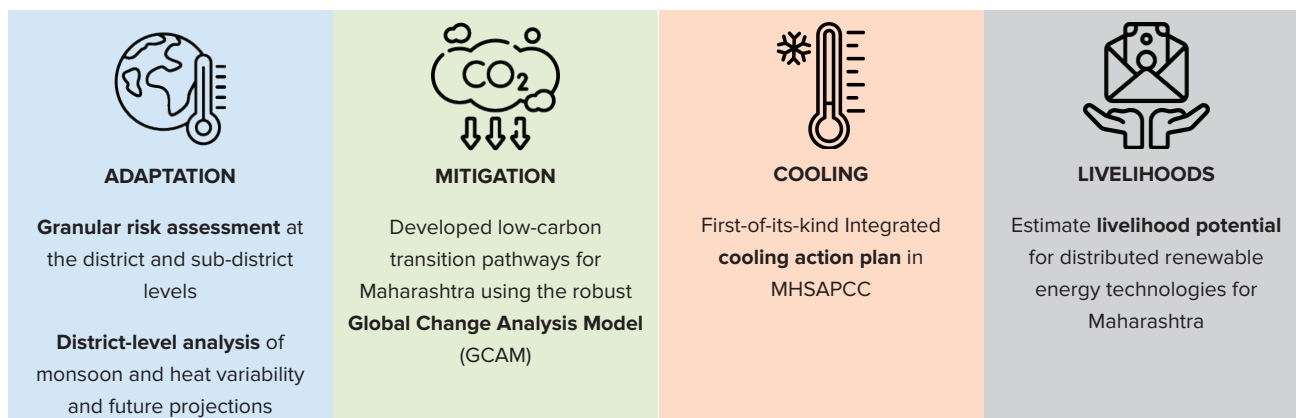 CO2
ADAPTATION
Granular risk assessment at
the district and sub-district
levels
District-level analysis of
monsoon and heat variability
and future projections
MITIGATION
Developed low-carbon
transition pathways for
Maharashtra using the robust
Global Change Analysis Model
(GCAM)
COOLING
First-of-its-kind Integrated
cooling action plan in
MHSAPCC
LIVELIHOODS
Estimate livelihood potential
for distributed renewable
energy technologies for
Maharashtra